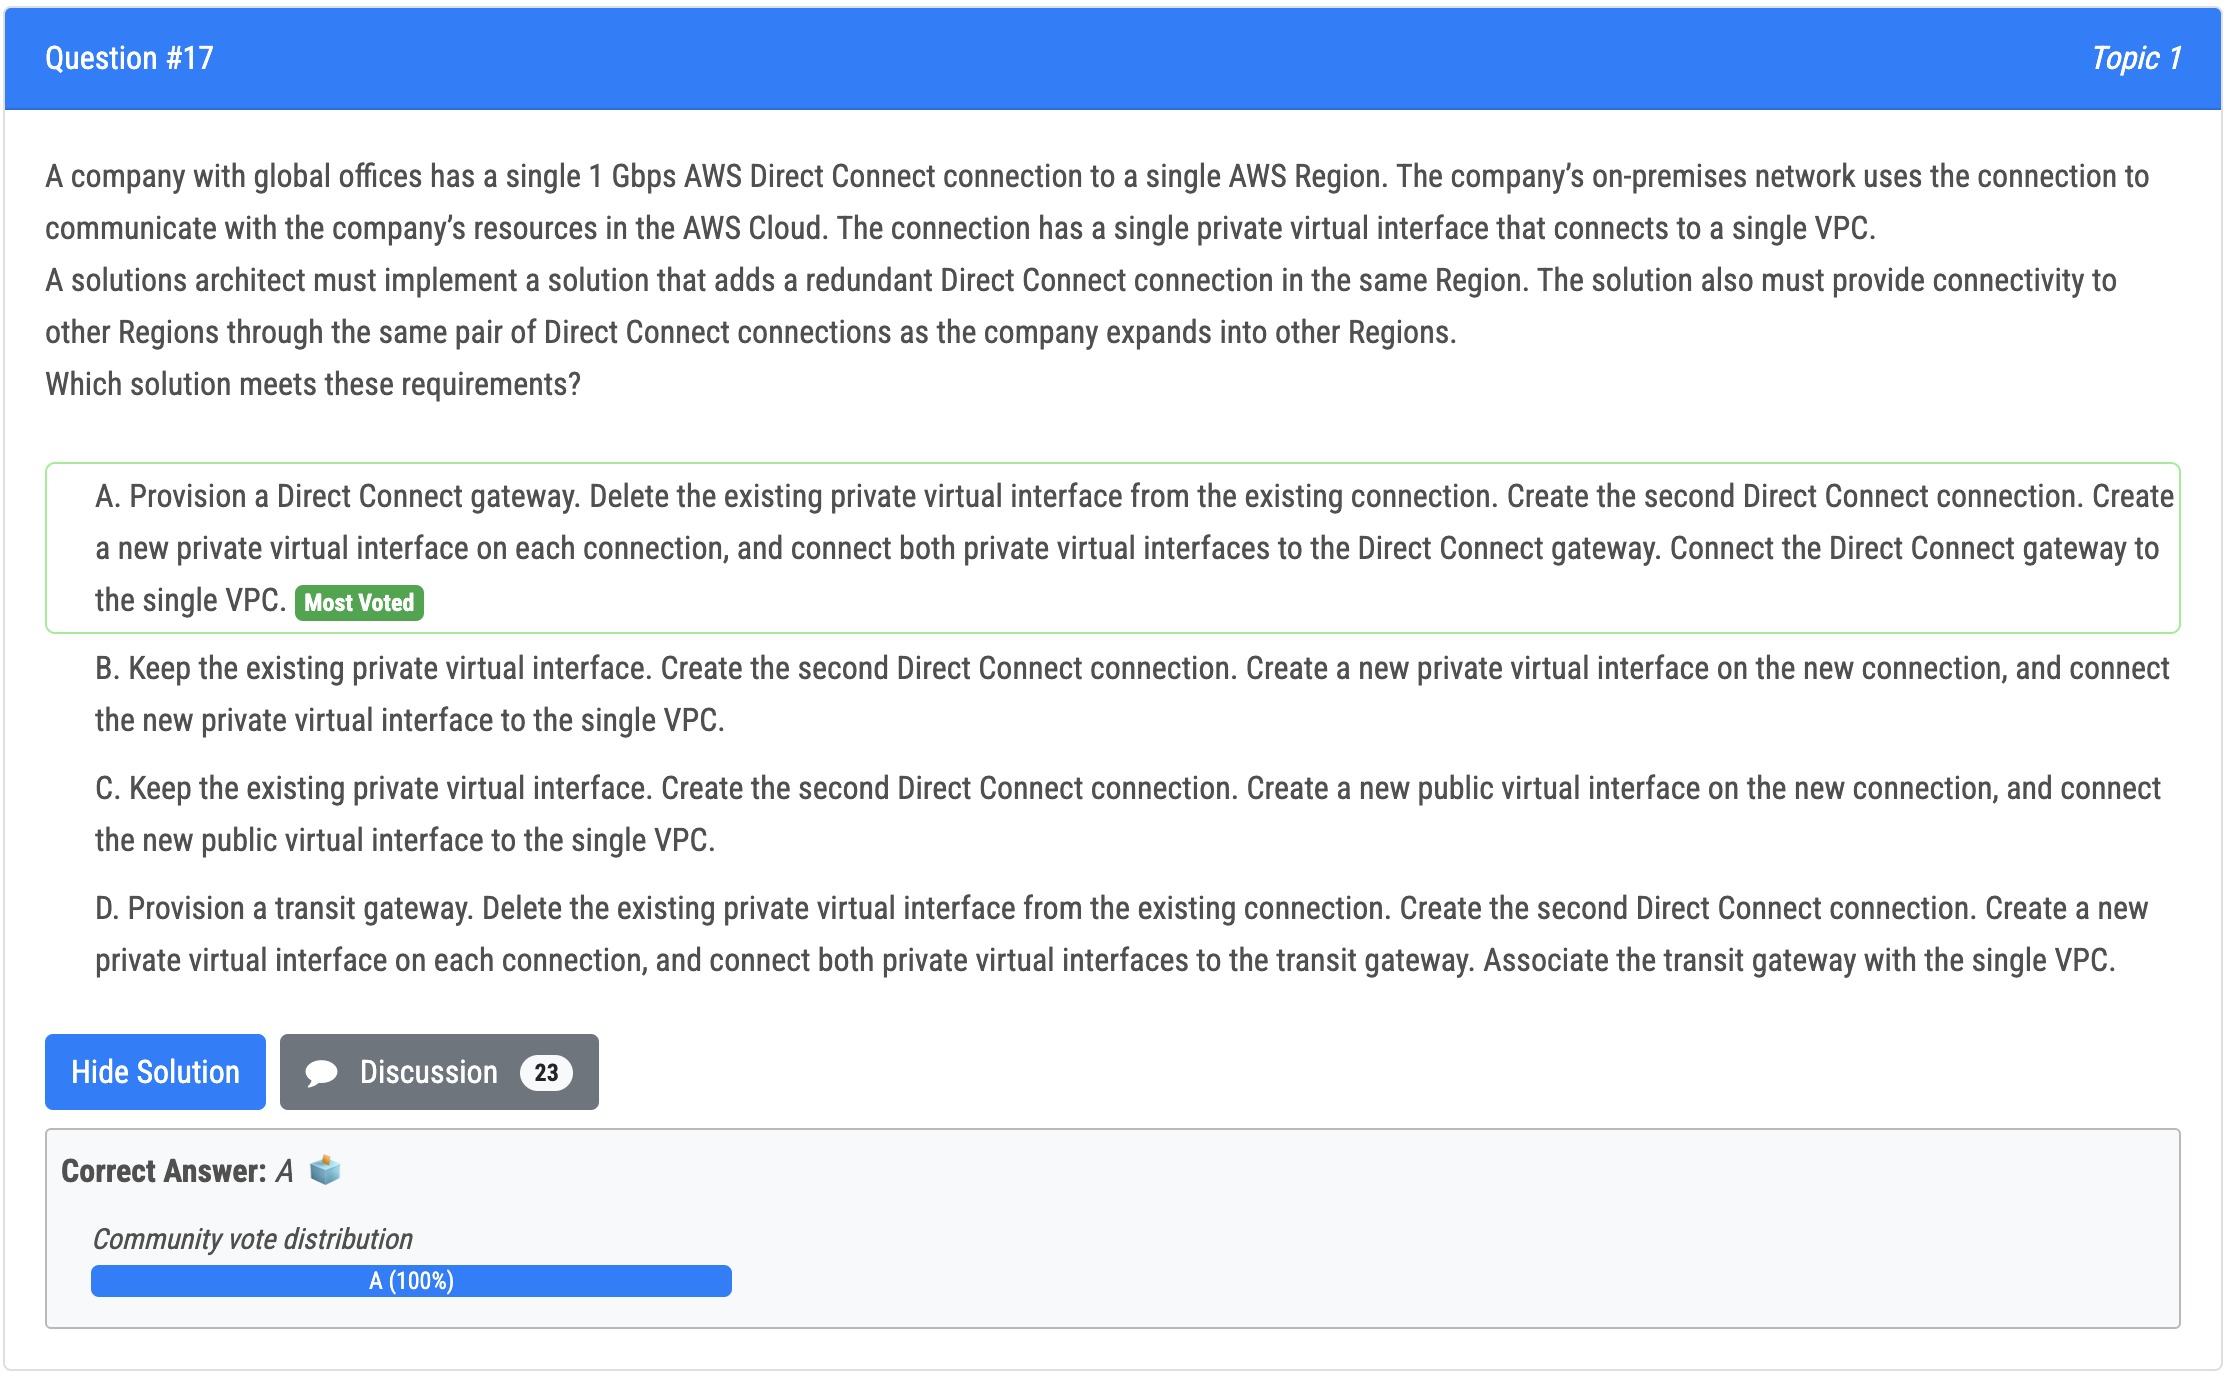 Question #17
Topic 1
A company with global offices has a single 1 Gbps AWS Direct Connect connection to a single AWS Region. The company’s on-premises network uses the connection to
communicate with the company’s resources in the AWS Cloud. The connection has a single private virtual interface that connects to a single VPC.
A solutions architect must implement a solution that adds a redundant Direct Connect connection in the same Region. The solution also must provide connectivity to
other Regions through the same pair of Direct Connect connections as the company expands into other Regions.
Which solution meets these requirements?
A. Provision a Direct Connect gateway. Delete the existing private virtual interface from the existing connection. Create the second Direct Connect connection. Create
a new private virtual interface on each connection, and connect both private virtual interfaces to the Direct Connect gateway. Connect the Direct Connect gateway to
the single VPC. Most Voted
B. Keep the existing private virtual interface. Create the second Direct Connect connection. Create a new private virtual interface on the new connection, and connect
the new private virtual interface to the single VPC.
C. Keep the existing private virtual interface. Create the second Direct Connect connection. Create a new public virtual interface on the new connection, and connect
the new public virtual interface to the single VPC.
D. Provision a transit gateway. Delete the existing private virtual interface from the existing connection. Create the second Direct Connect connection. Create a new
private virtual interface on each connection, and connect both private virtual interfaces to the transit gateway. Associate the transit gateway with the single VPC.
Hide Solution
Discussion 23
Correct Answer: A
Community vote distribution
A (100%)